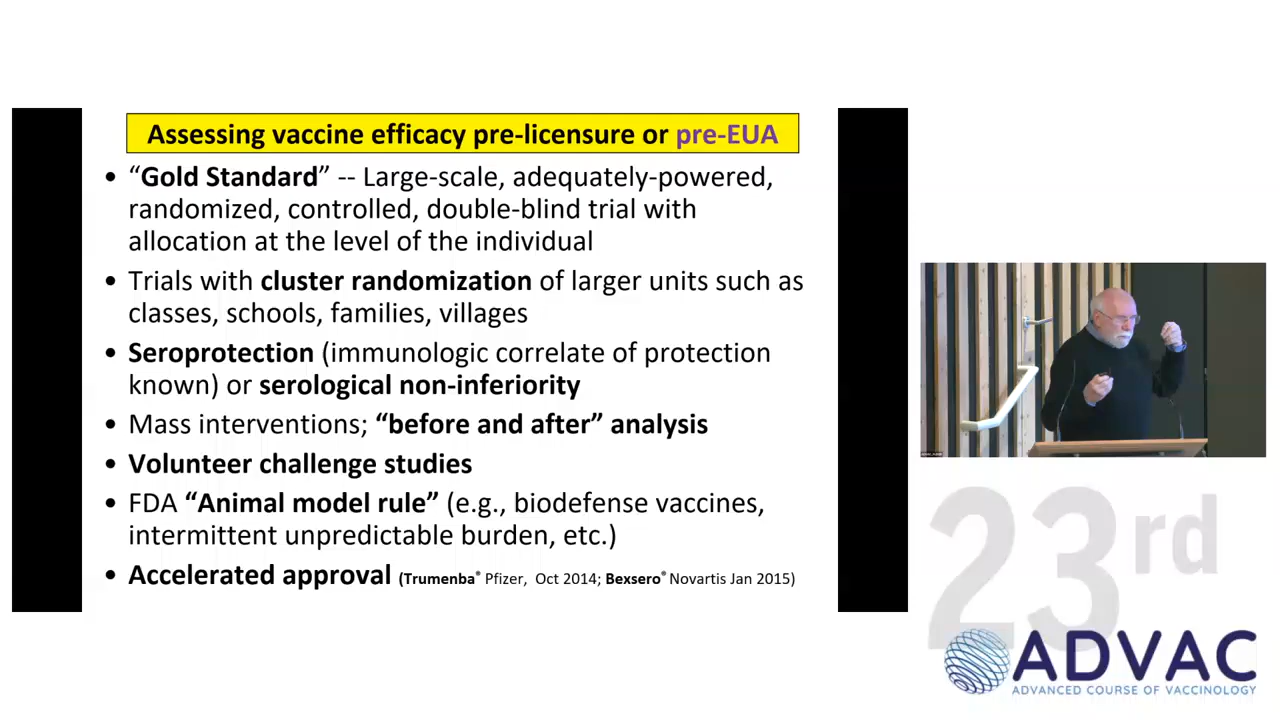 Assessing vaccine efficacy pre-licensure or pre-EUA
• “Gold Standard” -- Large-scale, adequately-powered,
randomized, controlled, double-blind trial with
allocation at the level of the individual
• Trials with cluster randomization of larger units such as
classes, schools, families, villages
• Seroprotection (immunologic correlate of protection
known) or serological non-inferiority
• Mass interventions; “before and after” analysis
• Volunteer challenge studies
• FDA “Animal model rule” (e.g., biodefense vaccines,
intermittent unpredictable burden, etc.)
• Accelerated approval (Trumenba® Pfizer, Oct 2014; Bexsero® Novartis Jan 2015)
23rd
ADVAC
ADVANCED COURSE OF VACCINOLOGY